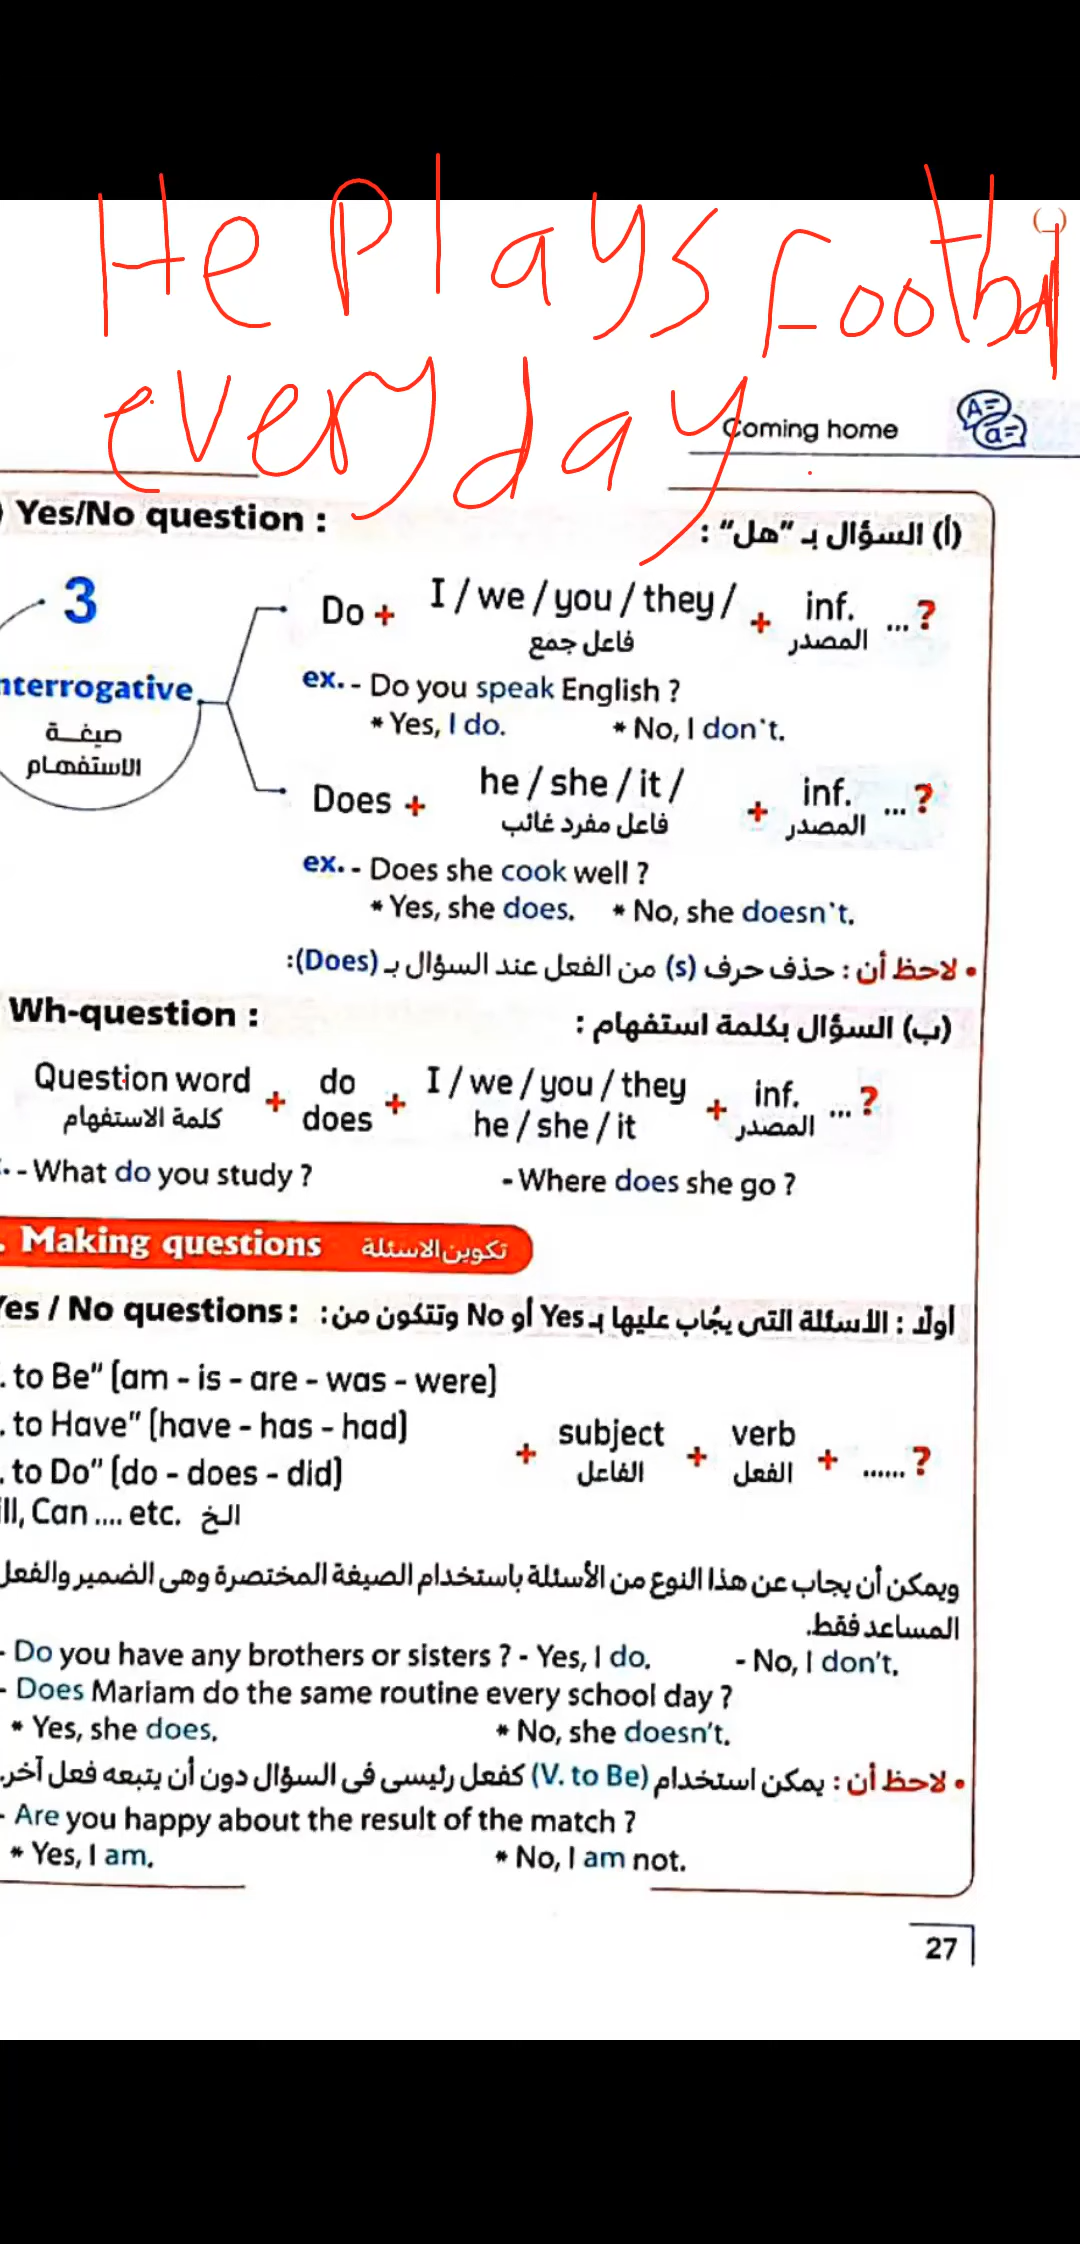 He Plays Football
every day.
Coming home
A=
a=
Yes/No question :
(أ) السؤال بـ "هل" :
3
nterrogative
صيغـة
الاستفهـام
Do + I / we / you / they / + inf. ... ?
فاعل جمع
المصدر
ex. - Do you speak English ?
* Yes, I do. * No, I don't.
Does + he / she / it / + inf. ... ?
فاعل مفرد غائب
المصدر
ex. - Does she cook well ?
* Yes, she does. * No, she doesn't.
• لاحظ أن : حذف حرف (s) من الفعل عند السؤال بـ (Does):
Wh-question :
(ب) السؤال بكلمة استفهام :
Question word + do does + I / we / you / they he / she / it + inf. ... ?
كلمة الاستفهام
المصدر
- What do you study ? - Where does she go ?
. Making questions تكوين الاسئلة
Yes / No questions : أولًا : الأسئلة التى يُجاب عليها بـ Yes أو No وتتكون من:
. to Be" (am - is - are - was - were)
. to Have" (have - has - had)
. to Do" (do - does - did)
ill, Can .... etc. الخ
+ subject + verb + ...... ?
الفاعل
الفعل
ويمكن أن يجاب عن هذا النوع من الأسئلة باستخدام الصيغة المختصرة وهى الضمير والفعل
المساعد فقط.
- Do you have any brothers or sisters ? - Yes, I do. - No, I don't.
- Does Mariam do the same routine every school day ?
* Yes, she does. * No, she doesn't.
• لاحظ أن : يمكن استخدام (V. to Be) كفعل رئيسى فى السؤال دون أن يتبعه فعل آخر.
- Are you happy about the result of the match ?
* Yes, I am. * No, I am not.
27